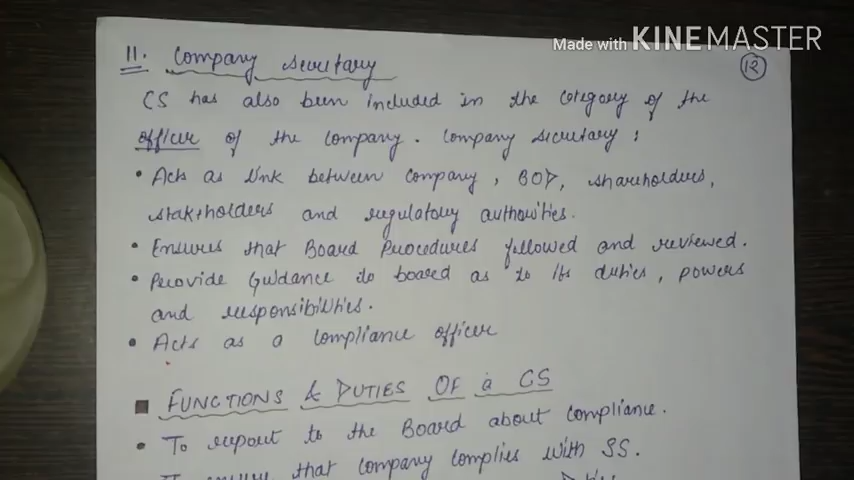 Made with KINEMASTER
12
11. Company Secretary
CS has also been included in the category of the
officer of the company. Company Secretary:
• Acts as link between company, BOD, shareholders,
stakeholders and regulatory authorities.
• Ensures that Board Procedures followed and reviewed.
• Provide Guidance to board as to its duties, powers
and responsibilities.
• Acts as a compliance officer
■ FUNCTIONS & DUTIES OF a CS
• To report to the Board about compliance.
that company complies with SS.